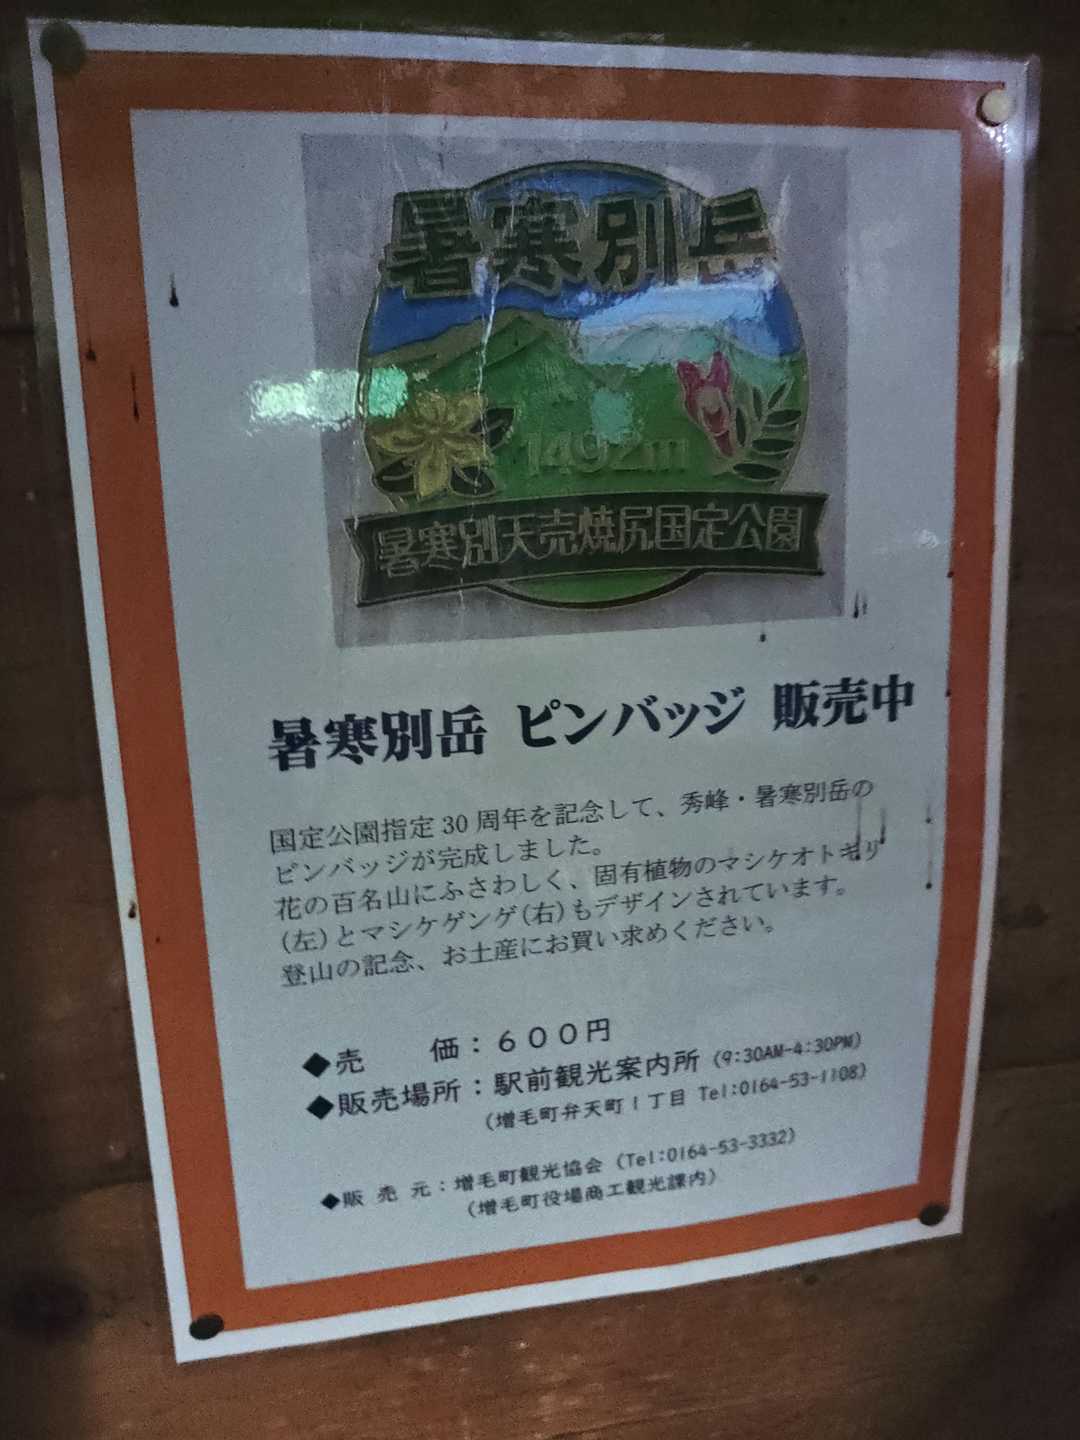 暑寒別岳
1492m
暑寒別天売焼尻国定公園
暑寒別岳 ピンバッジ 販売中
国定公園指定30周年を記念して、秀峰・暑寒別岳の
ピンバッジが完成しました。
花の百名山にふさわしく、固有植物のマシケオトギリ
(左)とマシケゲンゲ(右)もデザインされています。
登山の記念、お土産にお買い求めください。
◆売　　価：６００円
◆販売場所：駅前観光案内所（9:30AM-4:30PM）
（増毛町弁天町1丁目 Tel:0164-53-1108）
◆販 売 元：増毛町観光協会（Tel:0164-53-3332）
（増毛町役場商工観光課内）